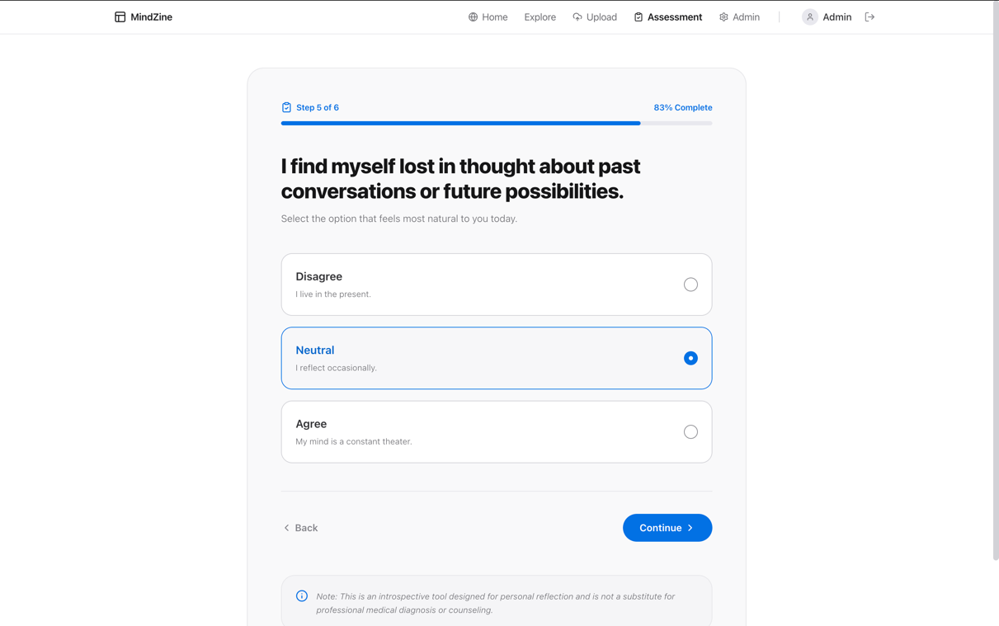 MindZine
Home
Explore
Upload
Assessment
Admin
Admin
Step 5 of 6
83% Complete
I find myself lost in thought about past
conversations or future possibilities.
Select the option that feels most natural to you today.
Disagree
I live in the present.
Neutral
I reflect occasionally.
Agree
My mind is a constant theater.
Back
Continue
Note: This is an introspective tool designed for personal reflection and is not a substitute for
professional medical diagnosis or counseling.